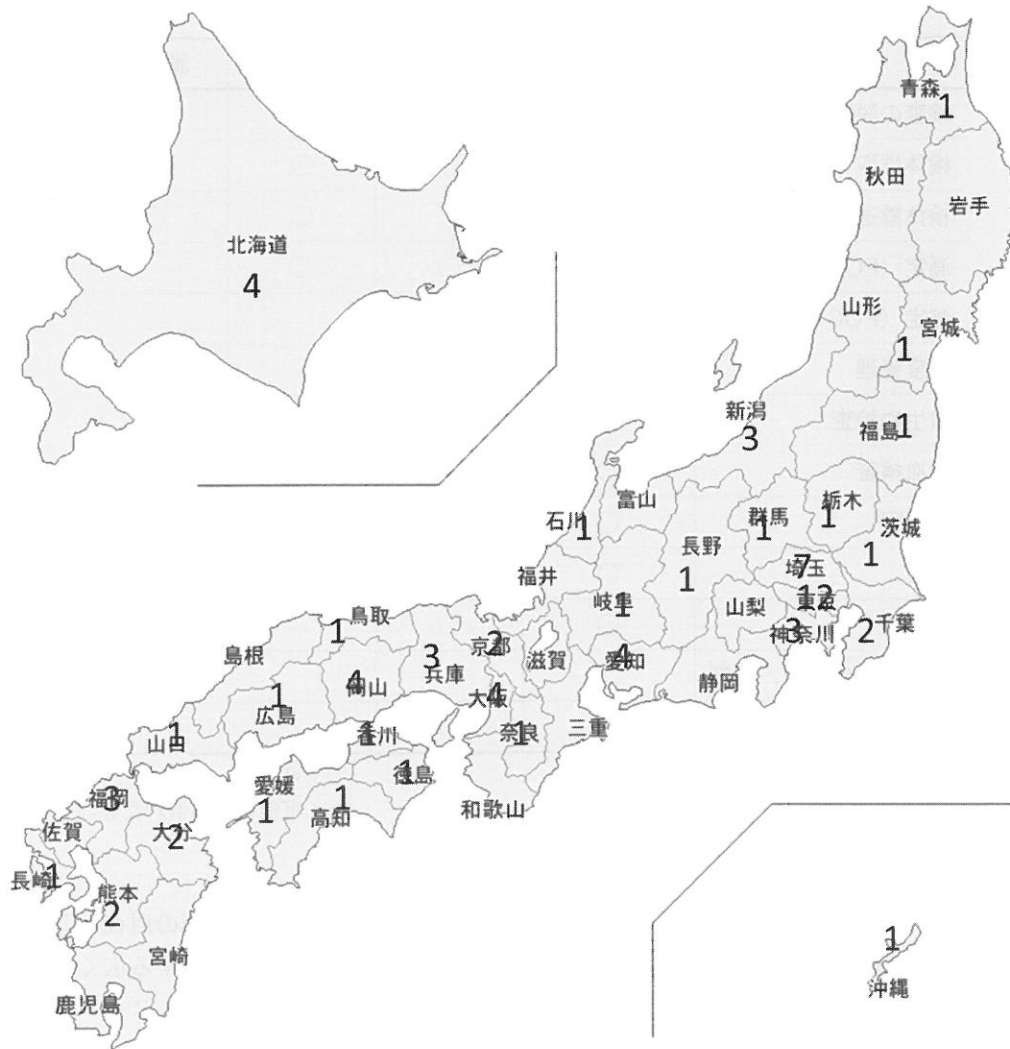 青森
1
秋田
岩手
北海道
4
山形
宮城
1
新潟
3
福島
1
富山
石川
1
群馬
1
栃木
1
茨城
1
長野
1
埼玉
7
福井
岐阜
1
山梨
東京
12
神奈川
3
千葉
2
鳥取
1
島根
京都
2
兵庫
3
滋賀
愛知
4
静岡
岡山
4
大阪
4
広島
1
奈良
1
三重
山口
1
香川
1
徳島
1
愛媛
1
高知
1
和歌山
福岡
3
佐賀
大分
2
長崎
1
熊本
2
宮崎
鹿児島
1
沖縄